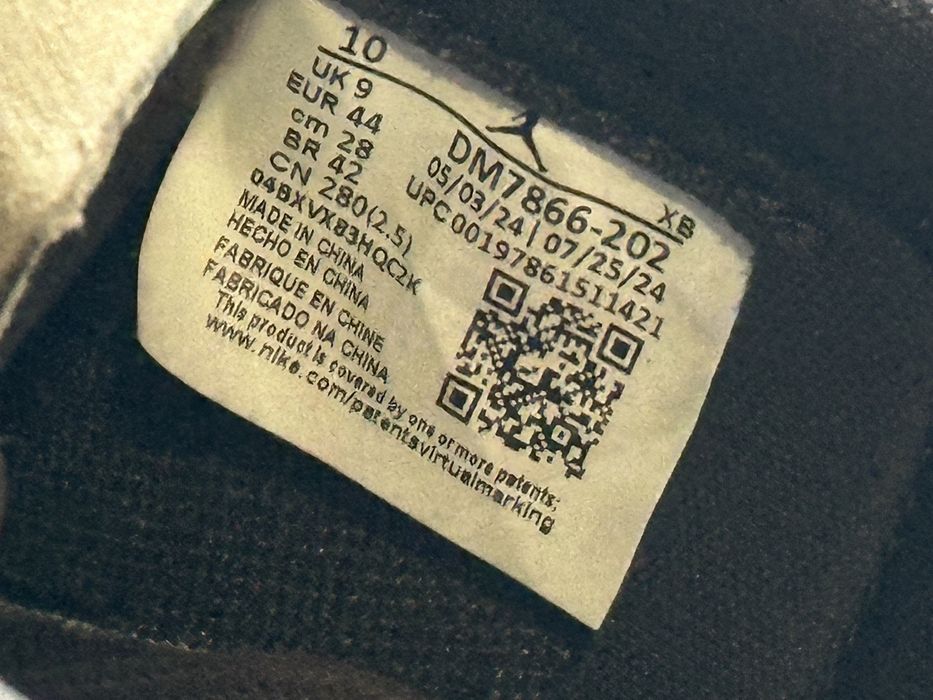 10
UK 9
EUR 44
cm 28
BR 42
CN 280(2.5)
04BXVX83HQC2K
MADE IN CHINA
HECHO EN CHINA
FABRIQUE EN CHINE
FABRICADO NA CHINA
This product is covered by one or more patents;
www.nike.com/patentsvirtualmarking
XB
DM7866-202
05/03/24 | 07/25/24
UPC 00197861511421